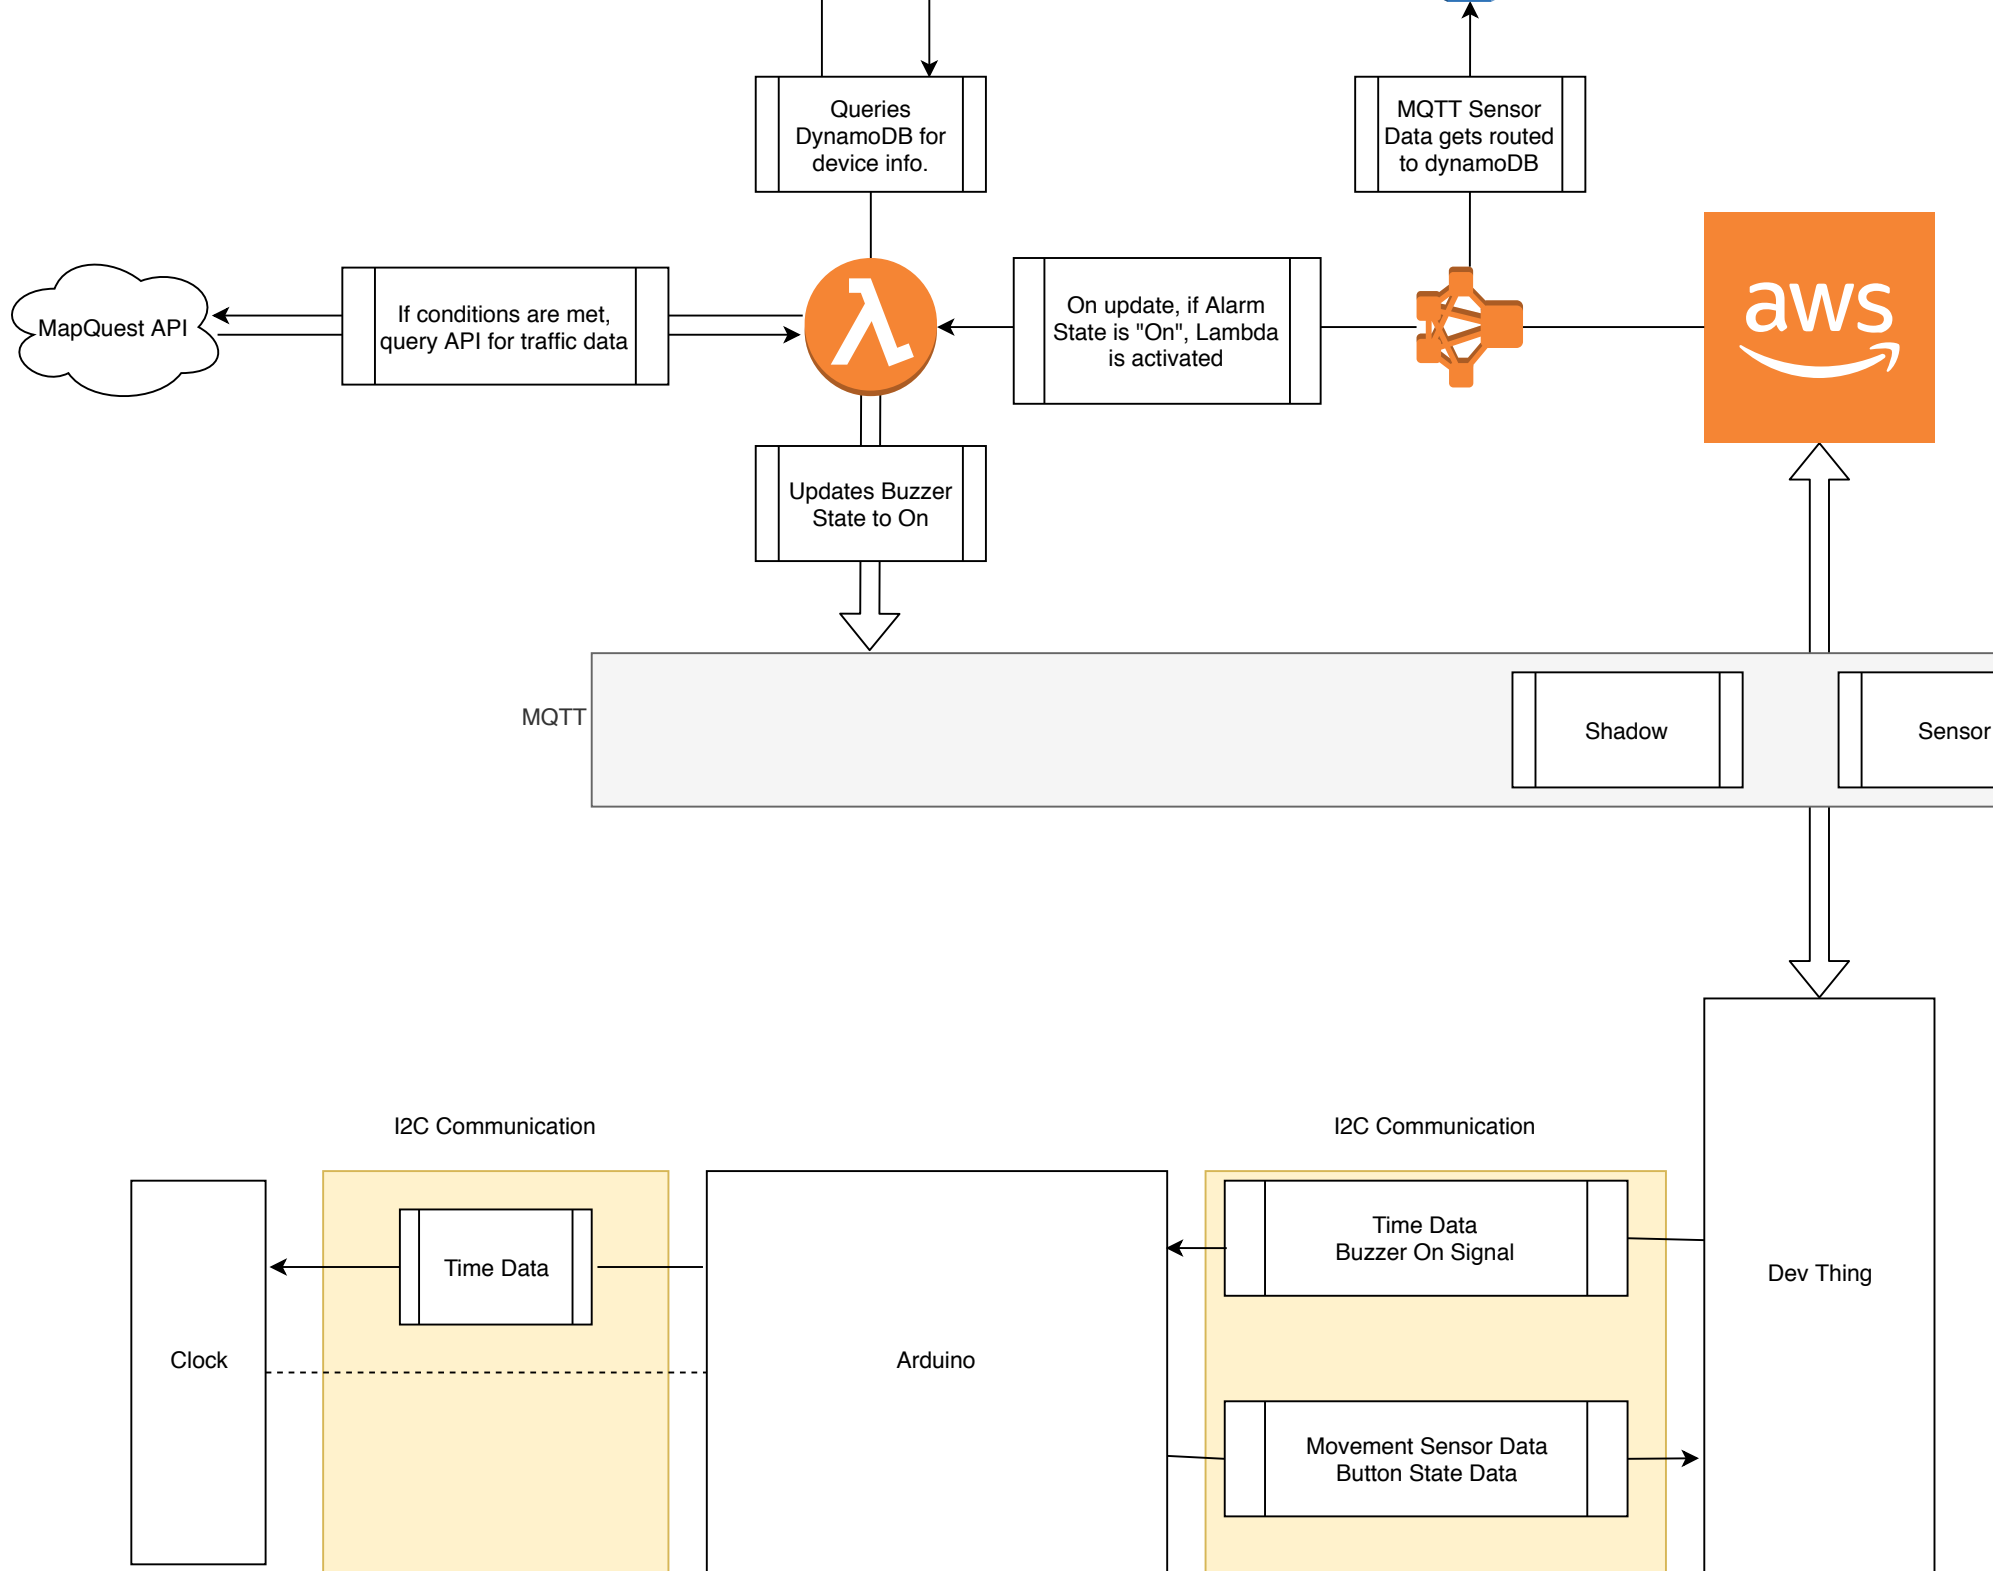 Queries
DynamoDB for
device info.
MQTT Sensor
Data gets routed
to dynamoDB
MapQuest API
If conditions are met,
query API for traffic data
λ
On update, if Alarm
State is "On", Lambda
is activated
aws
Updates Buzzer
State to On
MQTT
Shadow
Sensor
I2C Communication
I2C Communication
Time Data
Time Data
Buzzer On Signal
Dev Thing
Clock
Arduino
Movement Sensor Data
Button State Data